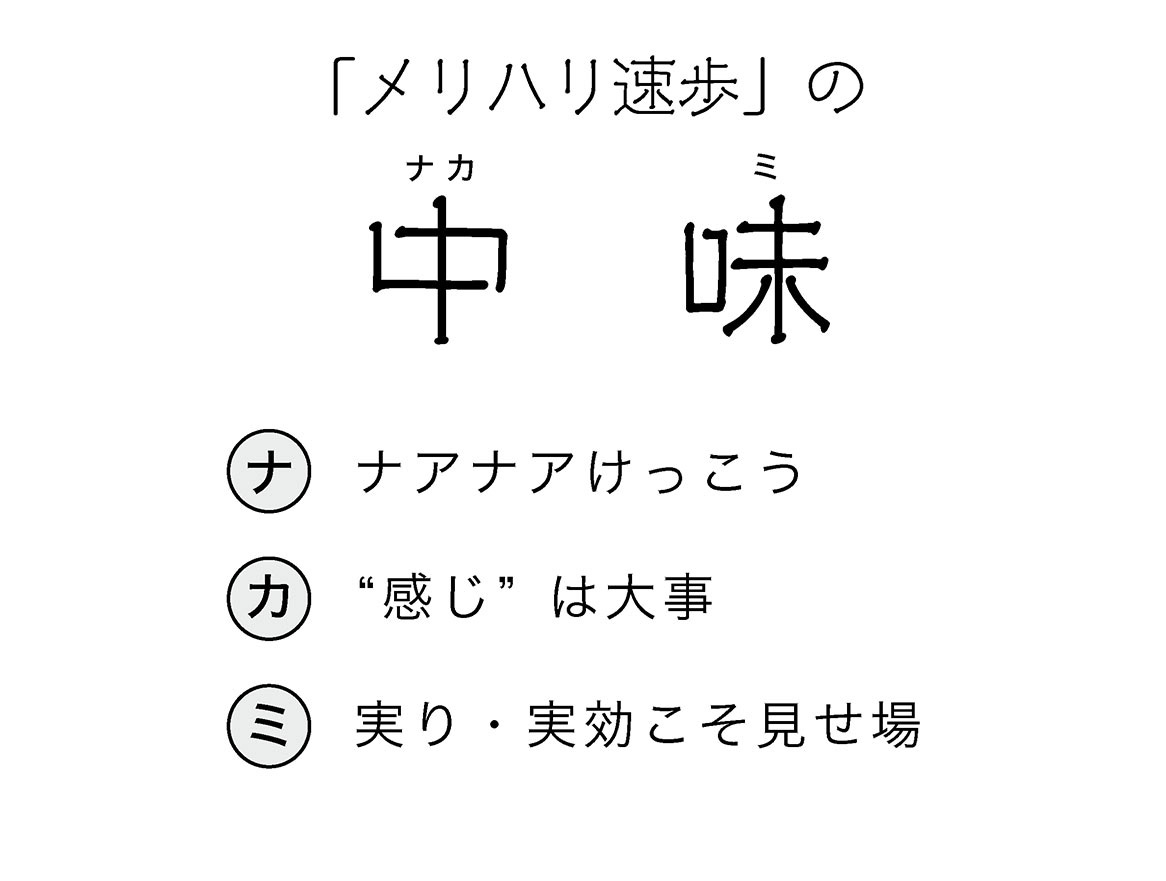 「メリハリ速歩」の
ナカ ミ
中 味
ナ ナアナアけっこう
カ “感じ” は大事
ミ 実り・実効こそ見せ場